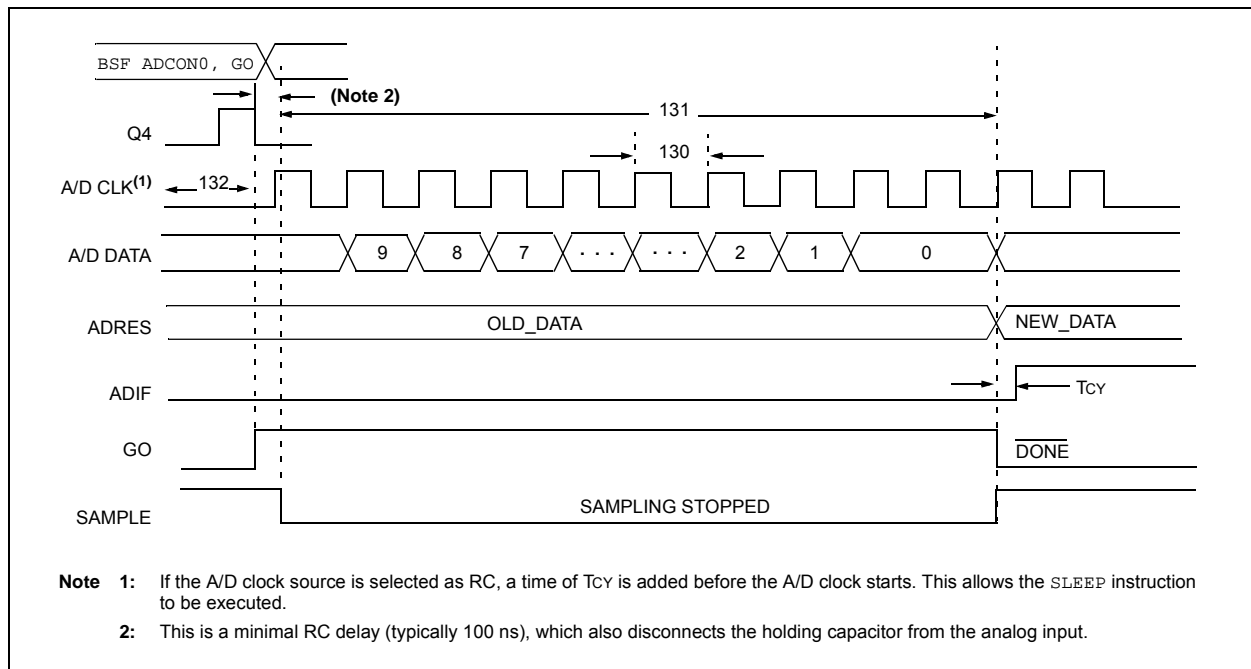 BSF ADCON0, GO
(Note 2)
131
Q4
130
A/D CLK(1)
132
A/D DATA
9 8 7 . . . . . . 2 1 0
ADRES
OLD_DATA
NEW_DATA
ADIF
TCY
GO
DONE
SAMPLE
SAMPLING STOPPED
Note 1: If the A/D clock source is selected as RC, a time of TCY is added before the A/D clock starts. This allows the SLEEP instruction
to be executed.
2: This is a minimal RC delay (typically 100 ns), which also disconnects the holding capacitor from the analog input.